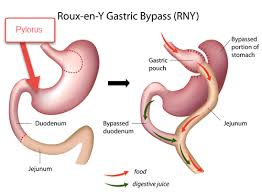 Roux-en-Y Gastric Bypass (RNY)
Pylorus
Duodenum
Jejunum
Bypassed
portion of
stomach
Gastric
pouch
Bypassed
duodenum
Jejunum
food
digestive juice